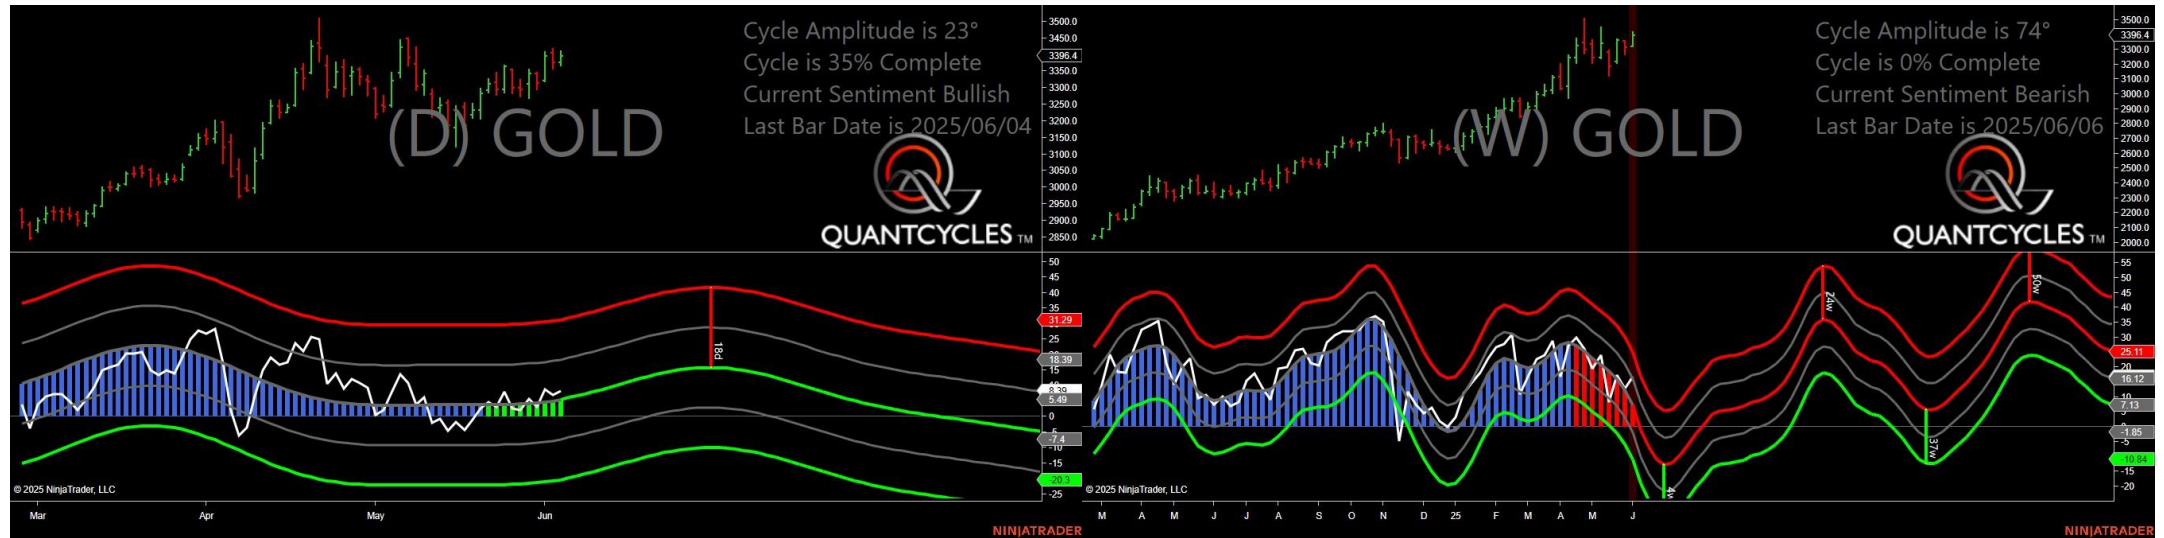 Cycle Amplitude is 23°
Cycle is 35% Complete
Current Sentiment Bullish
Last Bar Date is 2025/06/04
(D) GOLD
QUANTCYCLES TM
3500.0
3450.0
3396.4
3350.0
3300.0
3250.0
3200.0
3150.0
3100.0
3050.0
3000.0
2950.0
2900.0
2850.0
50
45
40
35
31.29
25
18.39
15
8.39
5.49
0
-5
-7.4
-10
-15
-20.3
-25
18d
© 2025 NinjaTrader, LLC
Mar
Apr
May
Jun
NINJATRADER
Cycle Amplitude is 74°
Cycle is 0% Complete
Current Sentiment Bearish
Last Bar Date is 2025/06/06
(W) GOLD
QUANTCYCLES TM
3500.0
3396.4
3300.0
3200.0
3100.0
3000.0
2900.0
2800.0
2700.0
2600.0
2500.0
2400.0
2300.0
2200.0
2100.0
2000.0
55
50
45
40
35
30
25.11
20
16.12
10
7.13
-1.85
-5
-10.84
-15
-20
4w
24w
37w
50w
© 2025 NinjaTrader, LLC
M A M J J A S O N D 25 F M A M J
NINJATRADER